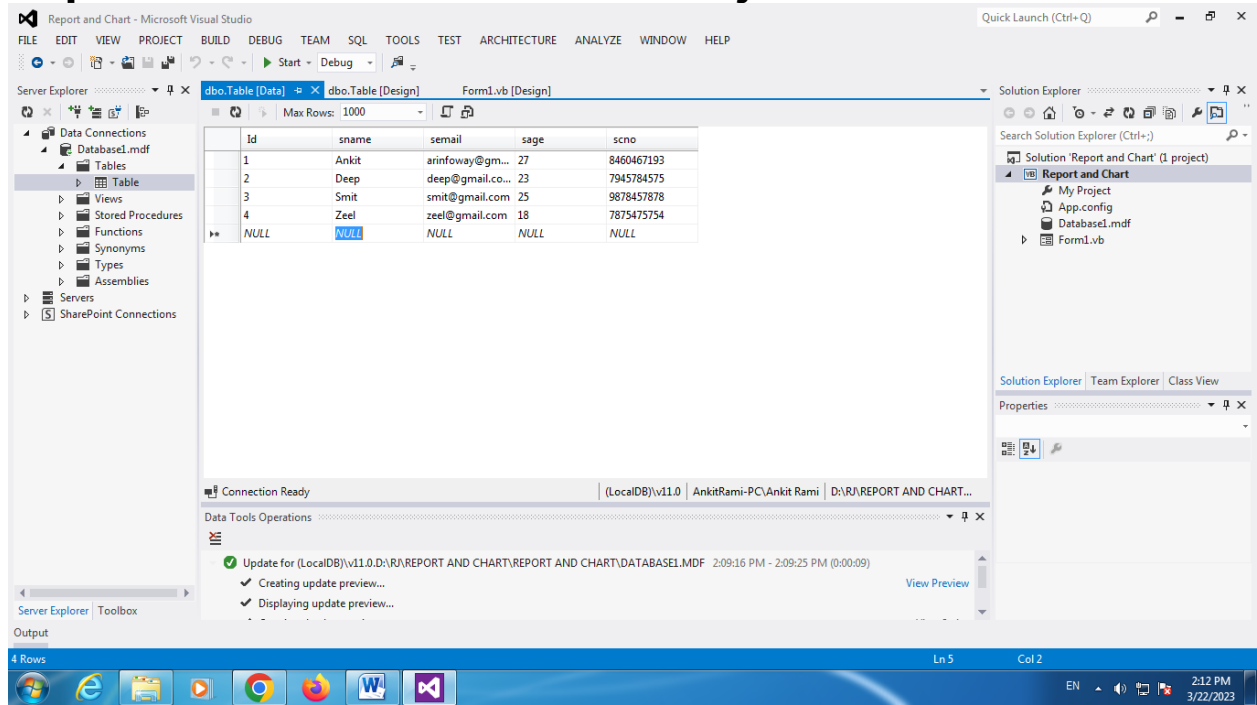 Report and Chart - Microsoft Visual Studio
Quick Launch (Ctrl+Q)
FILE EDIT VIEW PROJECT BUILD DEBUG TEAM SQL TOOLS TEST ARCHITECTURE ANALYZE WINDOW HELP
Start Debug
Server Explorer
dbo.Table [Data] dbo.Table [Design] Form1.vb [Design]
Solution Explorer
Max Rows: 1000
Search Solution Explorer (Ctrl+;)
Data Connections
Database1.mdf
Tables
Table
Views
Stored Procedures
Functions
Synonyms
Types
Assemblies
Servers
SharePoint Connections
Id sname semail sage scno
1 Ankit arinfoway@gm... 27 8460467193
2 Deep deep@gmail.co... 23 7945784575
3 Smit smit@gmail.com 25 9878457878
4 Zeel zeel@gmail.com 18 7875475754
NULL NULL NULL NULL NULL
Solution 'Report and Chart' (1 project)
VB Report and Chart
My Project
App.config
Database1.mdf
Form1.vb
Solution Explorer Team Explorer Class View
Properties
Connection Ready
(LocalDB)\v11.0 AnkitRami-PC\Ankit Rami D:\RJ\REPORT AND CHART...
Data Tools Operations
Update for (LocalDB)\v11.0.D:\RJ\REPORT AND CHART\REPORT AND CHART\DATABASE1.MDF 2:09:16 PM - 2:09:25 PM (0:00:09)
Creating update preview... View Preview
Displaying update preview...
Server Explorer Toolbox
Output
4 Rows Ln 5 Col 2
EN 2:12 PM
3/22/2023